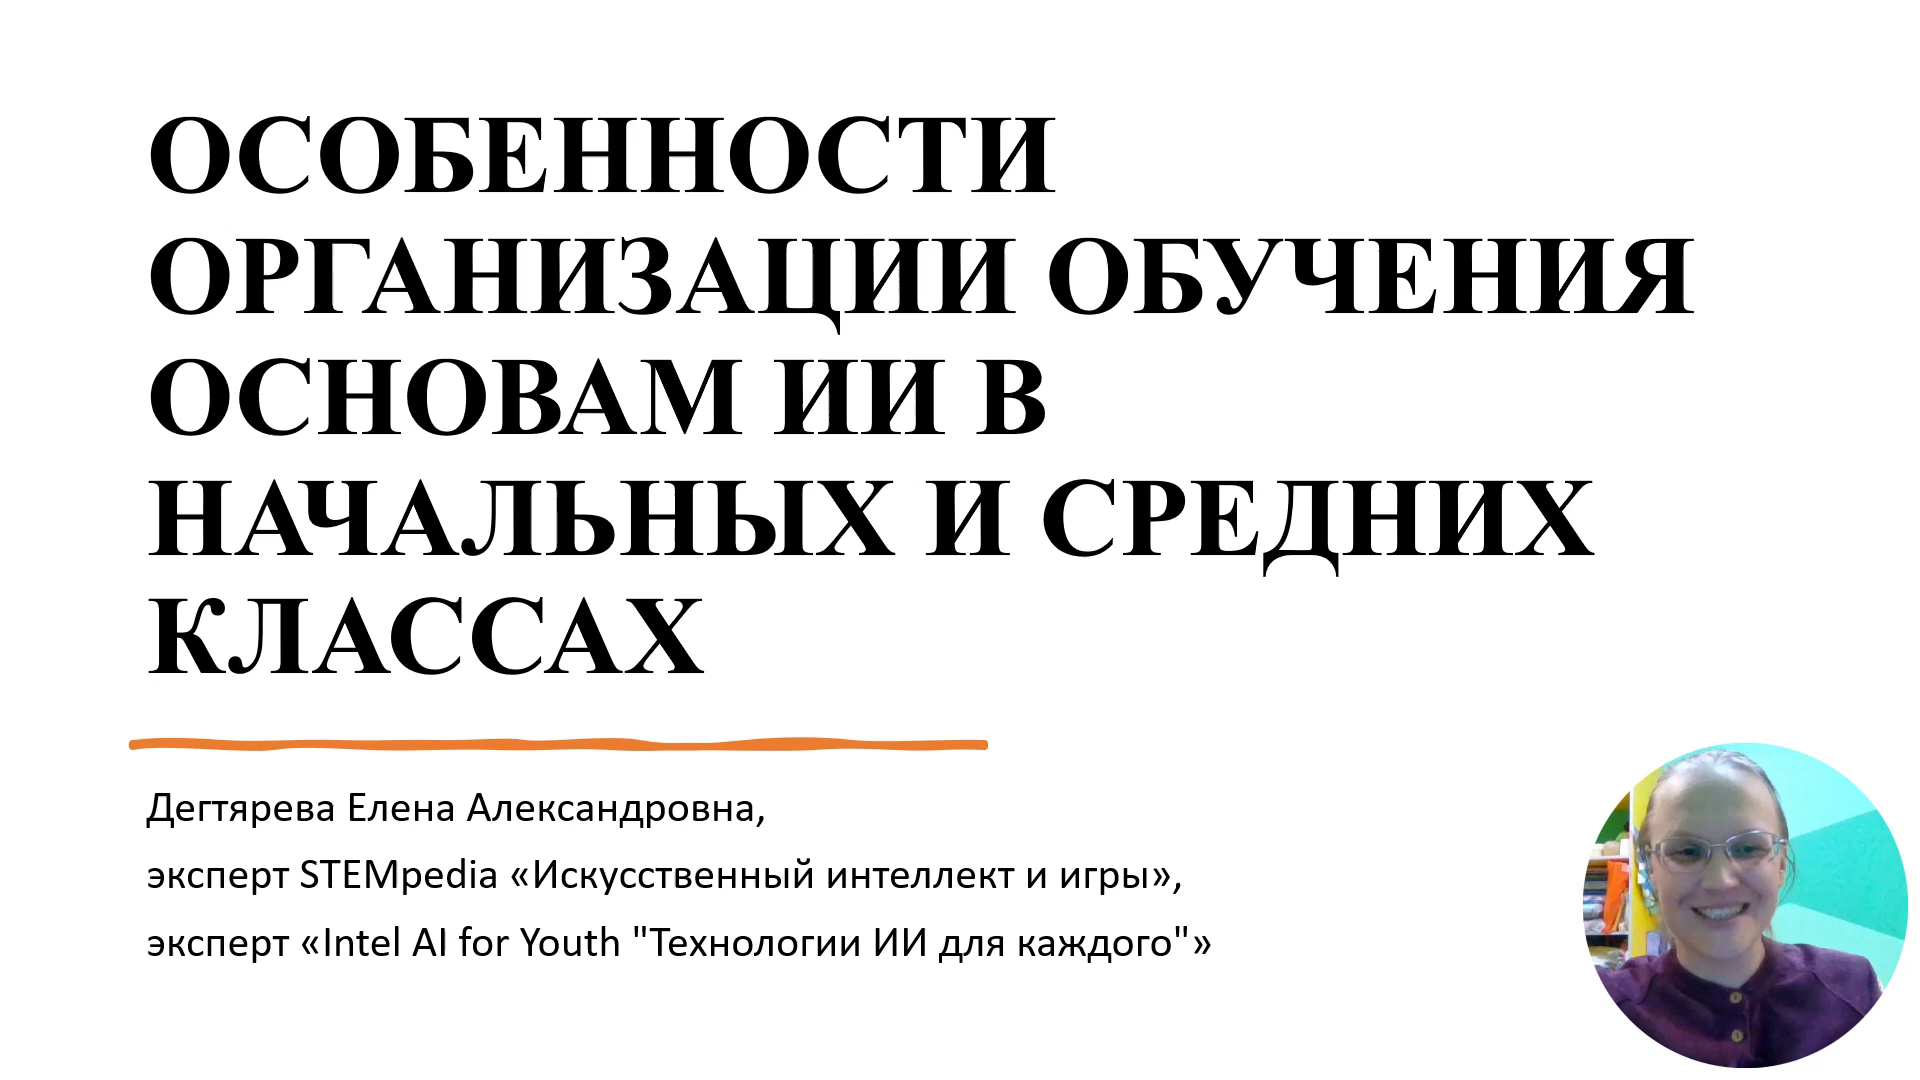 ОСОБЕННОСТИ
ОРГАНИЗАЦИИ ОБУЧЕНИЯ
ОСНОВАМ ИИ В
НАЧАЛЬНЫХ И СРЕДНИХ
КЛАССАХ
Дегтярева Елена Александровна,
эксперт STEMpedia «Искусственный интеллект и игры»,
эксперт «Intel AI for Youth "Технологии ИИ для каждого"»